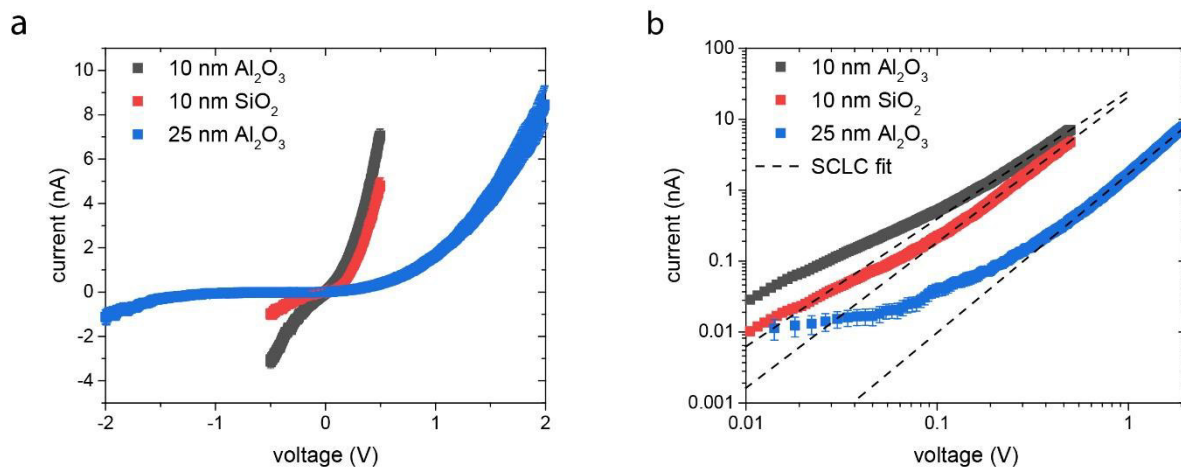 a
10 nm Al₂O₃
10 nm SiO₂
25 nm Al₂O₃
current (nA)
10
8
6
4
2
0
-2
-4
-2
-1
0
1
2
voltage (V)
b
10 nm Al₂O₃
10 nm SiO₂
25 nm Al₂O₃
SCLC fit
current (nA)
100
10
1
0.1
0.01
0.001
0.01
0.1
1
voltage (V)